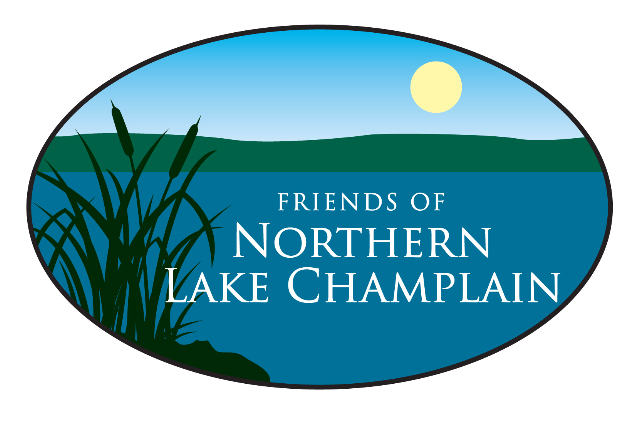 FRIENDS OF
NORTHERN
LAKE CHAMPLAIN